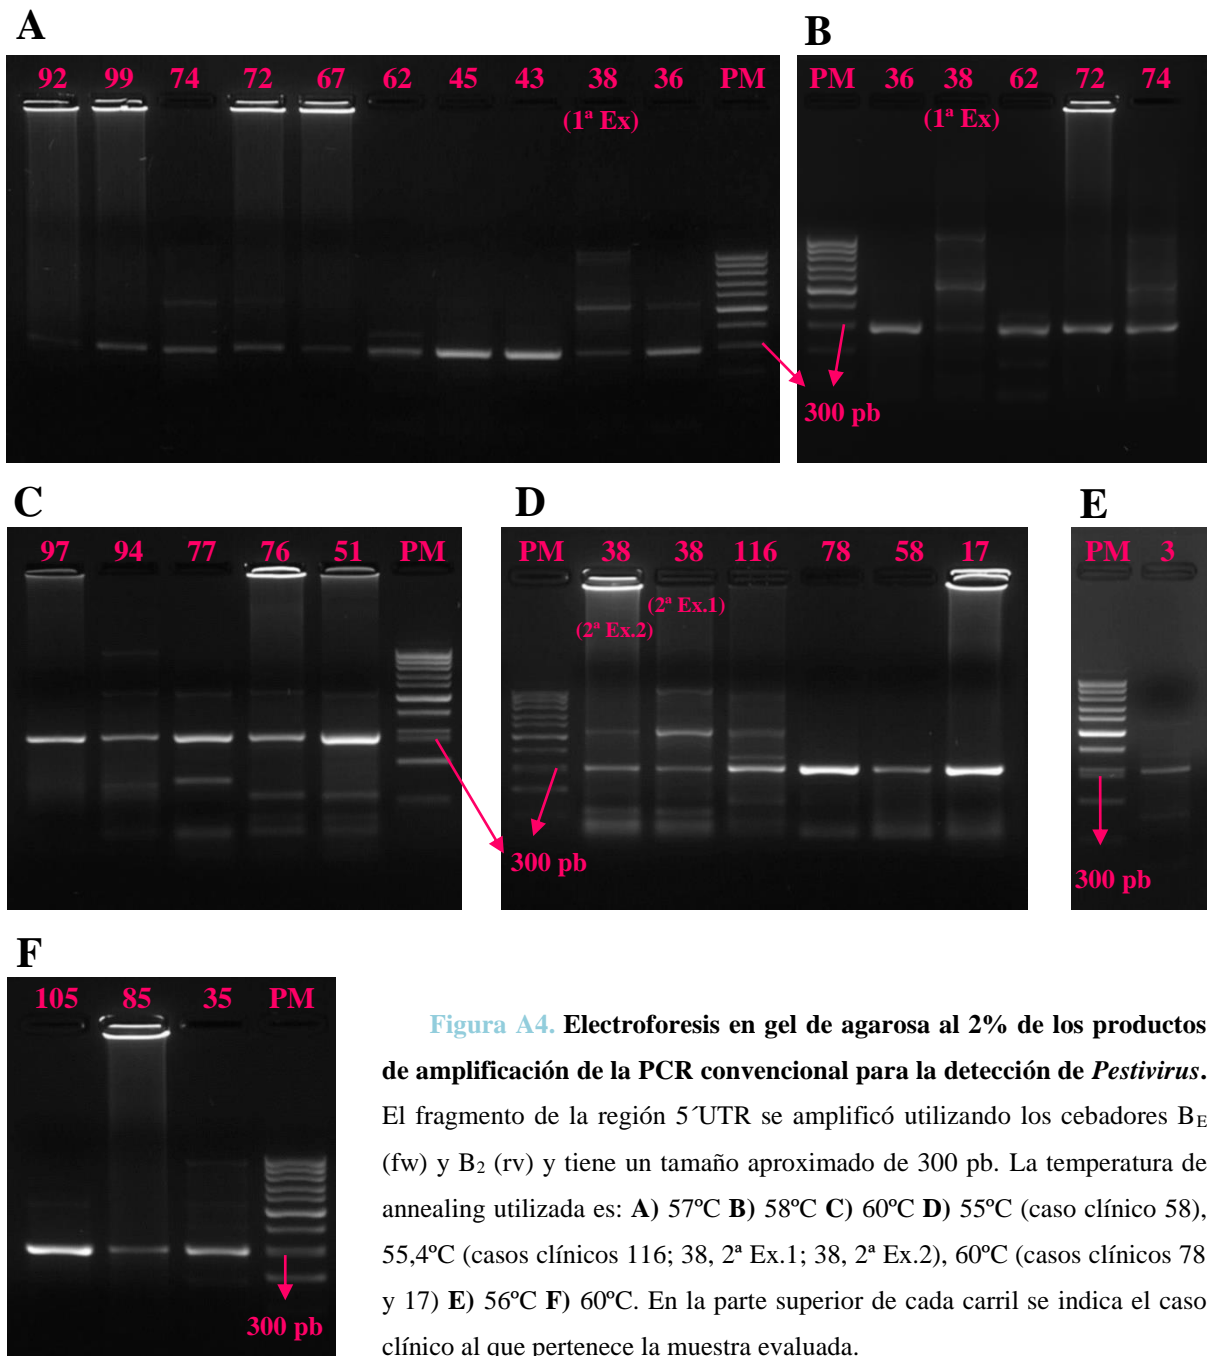 A
B
92 99 74 72 67 62 45 43 38 36 PM
(1ª Ex)
PM 36 38 62 72 74
(1ª Ex)
300 pb
C
D
E
97 94 77 76 51 PM
PM 38 38 116 78 58 17
(2ª Ex.1)
(2ª Ex.2)
PM 3
300 pb
300 pb
F
105 85 35 PM
300 pb
Figura A4. Electroforesis en gel de agarosa al 2% de los productos
de amplificación de la PCR convencional para la detección de Pestivirus.
El fragmento de la región 5´UTR se amplificó utilizando los cebadores BE
(fw) y B2 (rv) y tiene un tamaño aproximado de 300 pb. La temperatura de
annealing utilizada es: A) 57ºC B) 58ºC C) 60ºC D) 55ºC (caso clínico 58),
55,4ºC (casos clínicos 116; 38, 2ª Ex.1; 38, 2ª Ex.2), 60ºC (casos clínicos 78
y 17) E) 56ºC F) 60ºC. En la parte superior de cada carril se indica el caso
clínico al que pertenece la muestra evaluada.